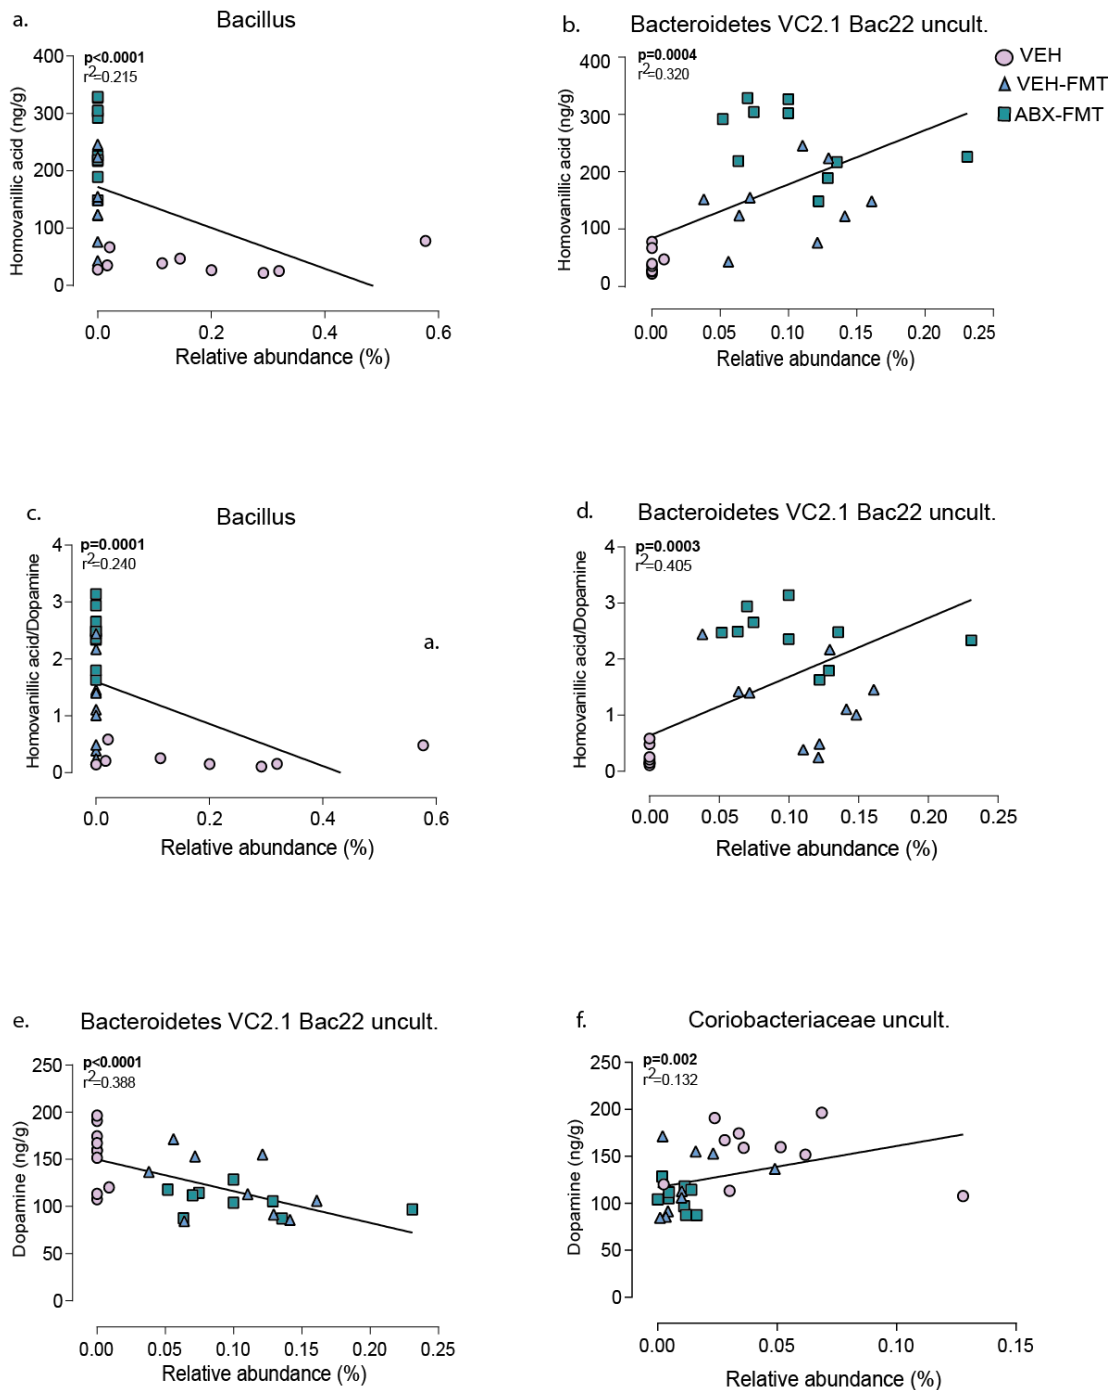 a.
Bacillus
p<0.0001
r2=0.215
400
300
200
100
0
Homovanillic acid (ng/g)
0.0 0.2 0.4 0.6
Relative abundance (%)
b.
Bacteroidetes VC2.1 Bac22 uncult.
p=0.0004
r2=0.320
400
300
200
100
0
Homovanillic acid (ng/g)
0.00 0.05 0.10 0.15 0.20 0.25
Relative abundance (%)
VEH
VEH-FMT
ABX-FMT
c.
Bacillus
p=0.0001
r2=0.240
4
3
2
1
0
Homovanillic acid/Dopamine
a.
0.0 0.2 0.4 0.6
Relative abundance (%)
d.
Bacteroidetes VC2.1 Bac22 uncult.
p=0.0003
r2=0.405
4
3
2
1
0
Homovanillic acid/Dopamine
0.00 0.05 0.10 0.15 0.20 0.25
Relative abundance (%)
e.
Bacteroidetes VC2.1 Bac22 uncult.
p<0.0001
r2=0.388
250
200
150
100
50
0
Dopamine (ng/g)
0.00 0.05 0.10 0.15 0.20 0.25
Relative abundance (%)
f.
Coriobacteriaceae uncult.
p=0.002
r2=0.132
250
200
150
100
50
0
Dopamine (ng/g)
0.00 0.05 0.10 0.15
Relative abundance (%)